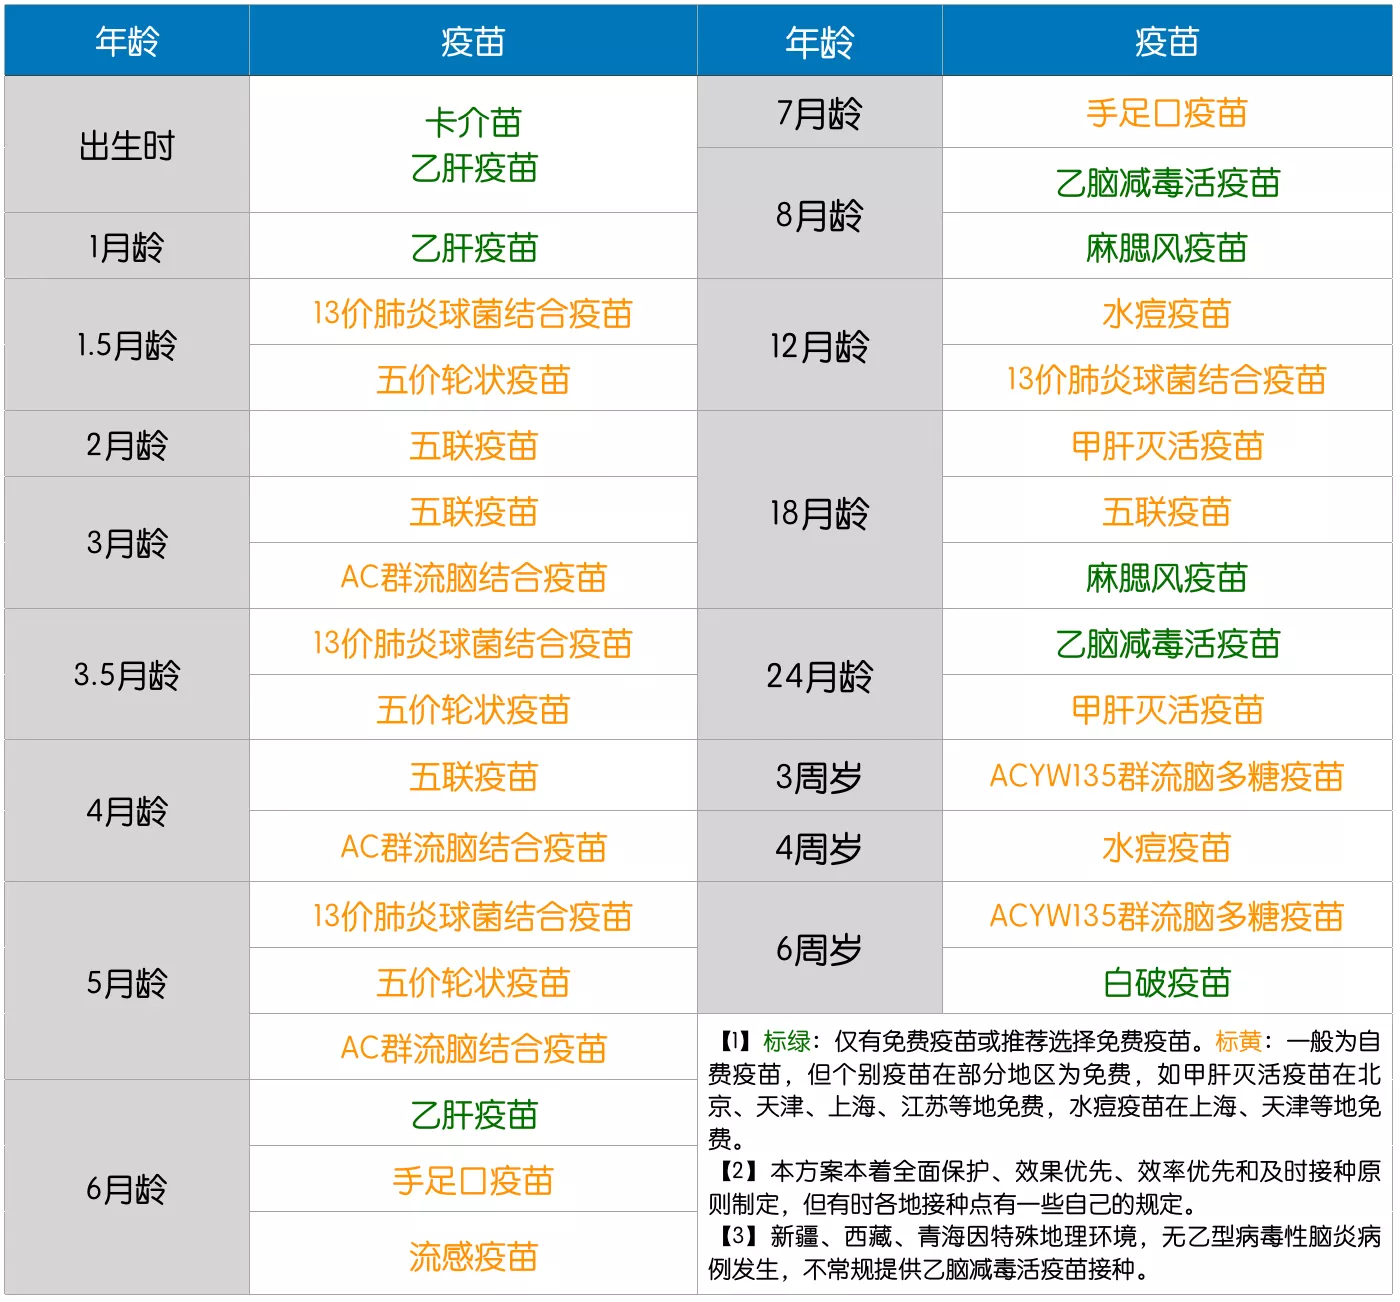 年龄
疫苗
出生时
卡介苗
乙肝疫苗
1月龄
乙肝疫苗
1.5月龄
13价肺炎球菌结合疫苗
五价轮状疫苗
2月龄
五联疫苗
3月龄
五联疫苗
AC群流脑结合疫苗
3.5月龄
13价肺炎球菌结合疫苗
五价轮状疫苗
4月龄
五联疫苗
AC群流脑结合疫苗
5月龄
13价肺炎球菌结合疫苗
五价轮状疫苗
AC群流脑结合疫苗
6月龄
乙肝疫苗
手足口疫苗
流感疫苗
年龄
疫苗
7月龄
手足口疫苗
8月龄
乙脑减毒活疫苗
麻腮风疫苗
12月龄
水痘疫苗
13价肺炎球菌结合疫苗
18月龄
甲肝灭活疫苗
五联疫苗
麻腮风疫苗
24月龄
乙脑减毒活疫苗
甲肝灭活疫苗
3周岁
ACYW135群流脑多糖疫苗
4周岁
水痘疫苗
6周岁
ACYW135群流脑多糖疫苗
白破疫苗
【1】标绿：仅有免费疫苗或推荐选择免费疫苗。标黄：一般为自
费疫苗，但个别疫苗在部分地区为免费，如甲肝灭活疫苗在北
京、天津、上海、江苏等地免费，水痘疫苗在上海、天津等地免
费。
【2】本方案本着全面保护、效果优先、效率优先和及时接种原
则制定，但有时各地接种点有一些自己的规定。
【3】新疆、西藏、青海因特殊地理环境，无乙型病毒性脑炎病
例发生，不常规提供乙脑减毒活疫苗接种。